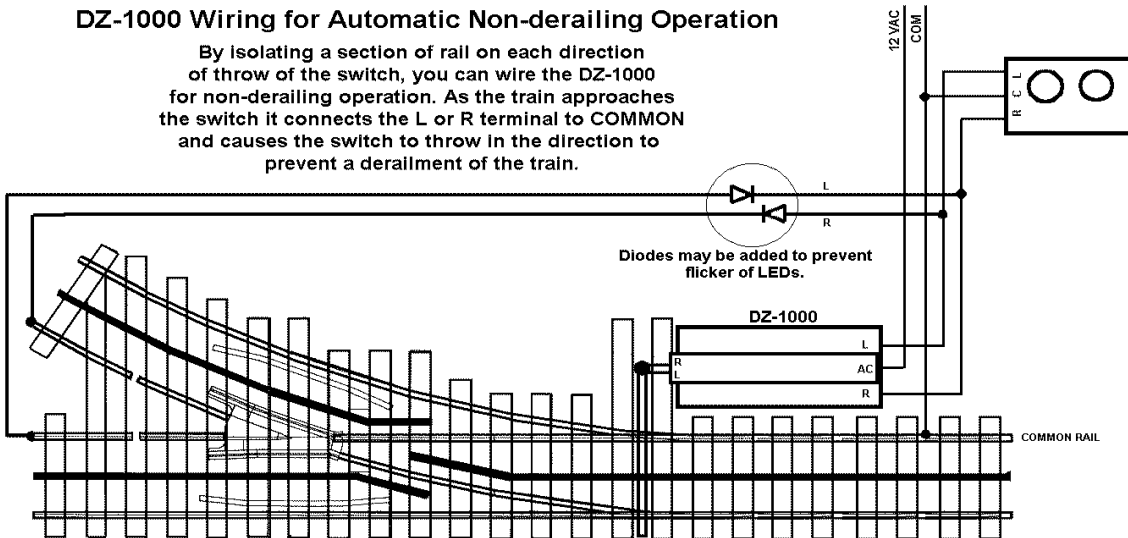 DZ-1000 Wiring for Automatic Non-derailing Operation
By isolating a section of rail on each direction
of throw of the switch, you can wire the DZ-1000
for non-derailing operation. As the train approaches
the switch it connects the L or R terminal to COMMON
and causes the switch to throw in the direction to
prevent a derailment of the train.
12 VAC
COM
L
C
R
L
R
Diodes may be added to prevent
flicker of LEDs.
DZ-1000
L
R
L
AC
R
COMMON RAIL